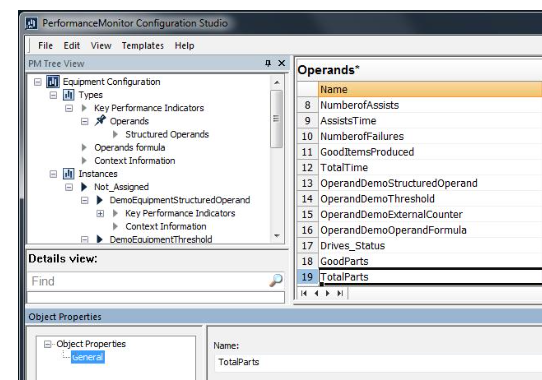 PerformanceMonitor Configuration Studio
File Edit View Templates Help
PM Tree View
Equipment Configuration
Types
Key Performance Indicators
Operands
Structured Operands
Operands formula
Context Information
Instances
Not_Assigned
DemoEquipmentStructuredOperand
Key Performance Indicators
Context Information
DemoEquipmentThreshold
Details view:
Find
Operands*
Name
8 NumberofAssists
9 AssistsTime
10 NumberofFailures
11 GoodItemsProduced
12 TotalTime
13 OperandDemoStructuredOperand
14 OperandDemoThreshold
15 OperandDemoExternalCounter
16 OperandDemoOperandFormula
17 Drives_Status
18 GoodParts
19 TotalParts
Object Properties
Object Properties
General
Name:
TotalParts